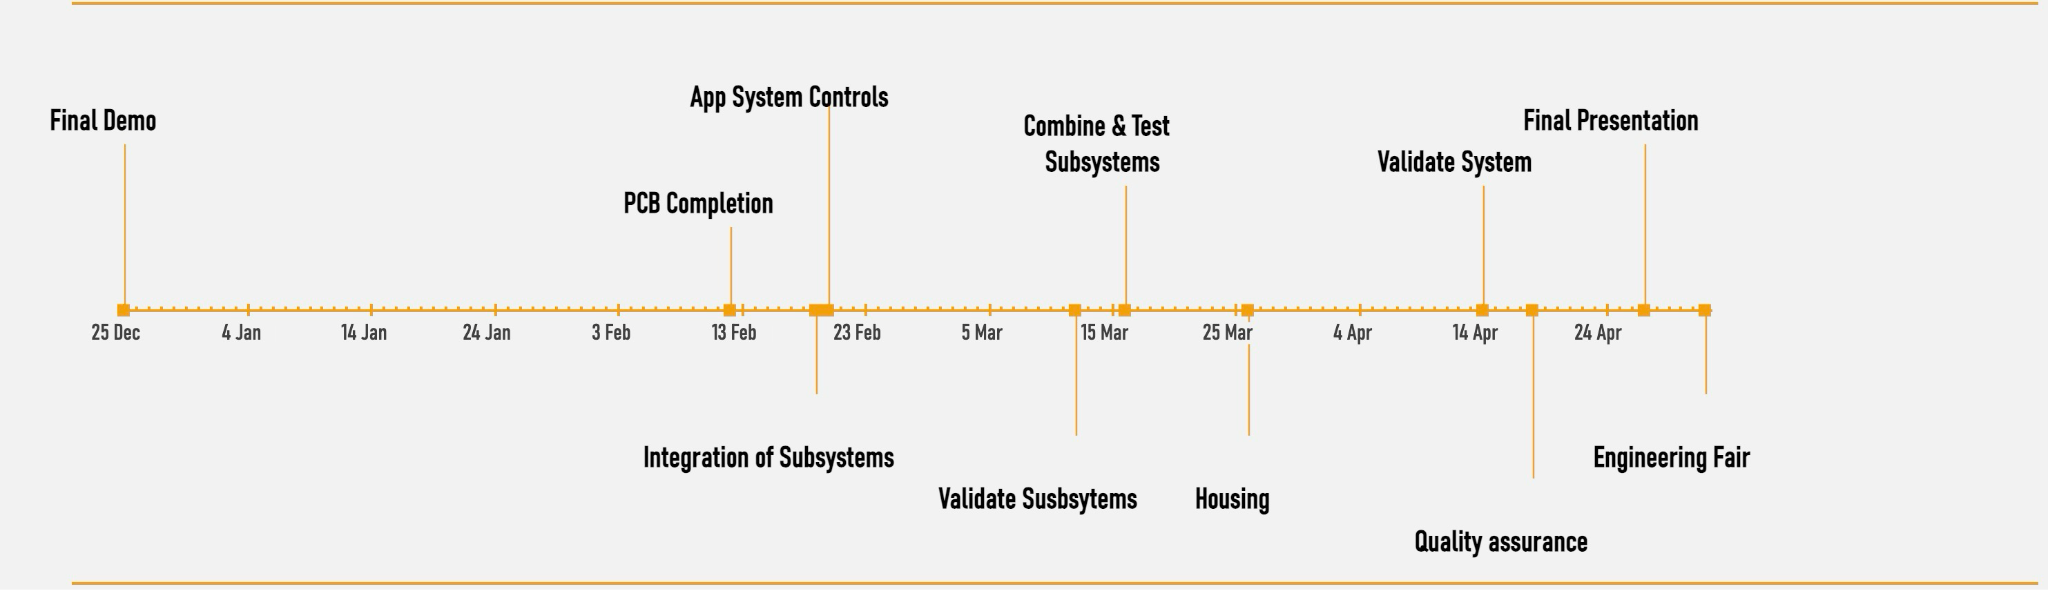 App System Controls
Final Demo
Combine & Test
Subsystems
Final Presentation
Validate System
PCB Completion
25 Dec
4 Jan
14 Jan
24 Jan
3 Feb
13 Feb
23 Feb
5 Mar
15 Mar
25 Mar
4 Apr
14 Apr
24 Apr
Integration of Subsystems
Engineering Fair
Validate Susbsytems
Housing
Quality assurance